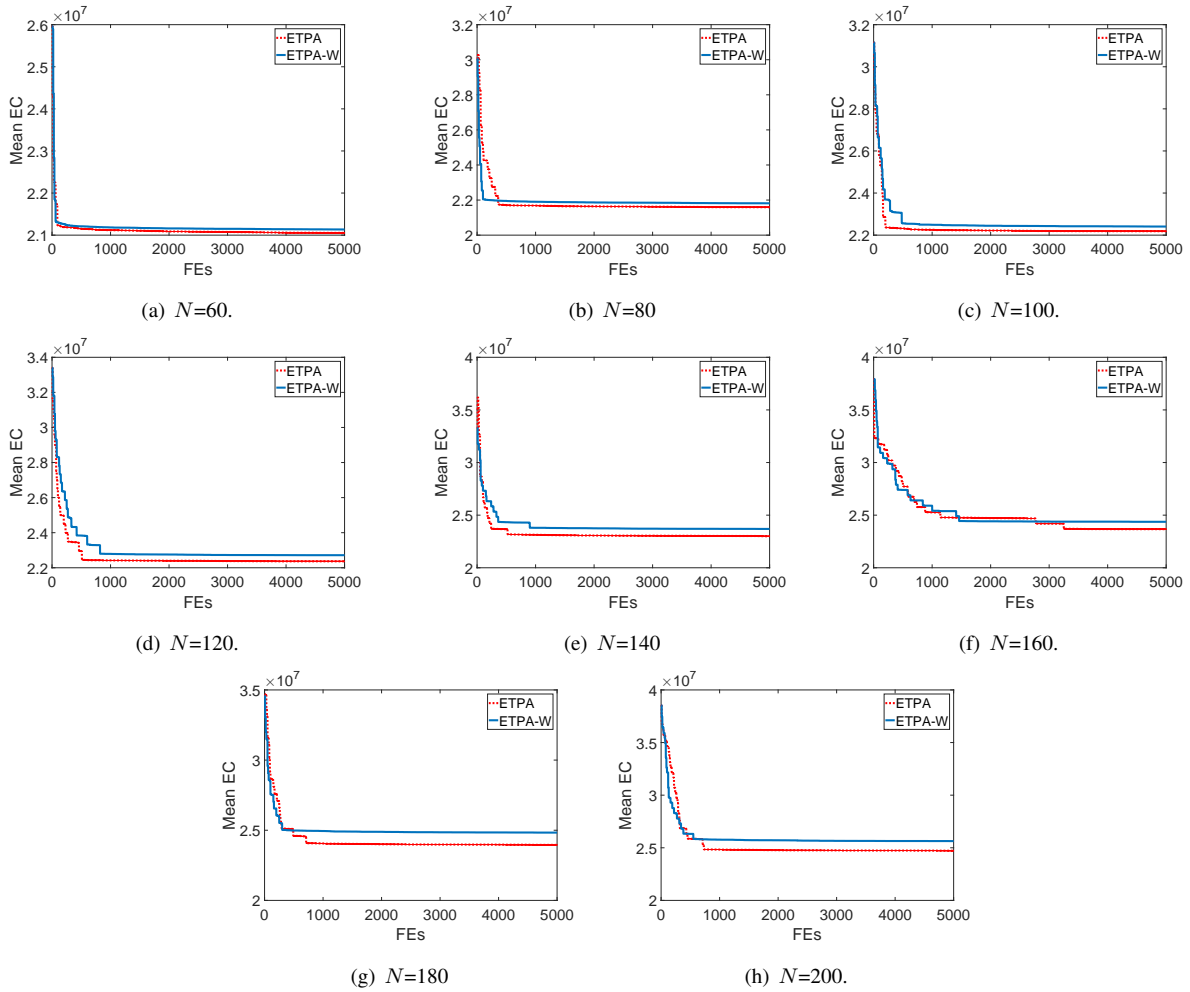 ×10^7
2.6
2.5
2.4
2.3
2.2
2.1
Mean EC
ETPA
ETPA-W
0 1000 2000 3000 4000 5000
FEs
(a) N=60.
×10^7
3.2
3
2.8
2.6
2.4
2.2
2
Mean EC
ETPA
ETPA-W
0 1000 2000 3000 4000 5000
FEs
(b) N=80
×10^7
3.2
3
2.8
2.6
2.4
2.2
Mean EC
ETPA
ETPA-W
0 1000 2000 3000 4000 5000
FEs
(c) N=100.
×10^7
3.4
3.2
3
2.8
2.6
2.4
2.2
Mean EC
ETPA
ETPA-W
0 1000 2000 3000 4000 5000
FEs
(d) N=120.
×10^7
4
3.5
3
2.5
2
Mean EC
ETPA
ETPA-W
0 1000 2000 3000 4000 5000
FEs
(e) N=140
×10^7
4
3.5
3
2.5
2
Mean EC
ETPA
ETPA-W
0 1000 2000 3000 4000 5000
FEs
(f) N=160.
×10^7
3.5
3
2.5
2
Mean EC
ETPA
ETPA-W
0 1000 2000 3000 4000 5000
FEs
(g) N=180
×10^7
4
3.5
3
2.5
2
Mean EC
ETPA
ETPA-W
0 1000 2000 3000 4000 5000
FEs
(h) N=200.